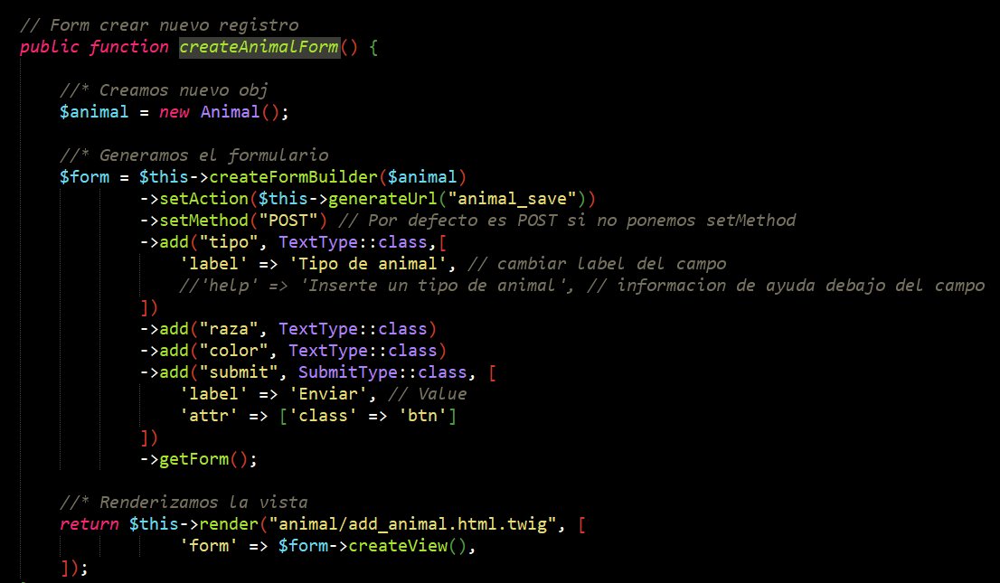 // Form crear nuevo registro
public function createAnimalForm() {
//* Creamos nuevo obj
$animal = new Animal();
//* Generamos el formulario
$form = $this->createFormBuilder($animal)
->setAction($this->generateUrl("animal_save"))
->setMethod("POST") // Por defecto es POST si no ponemos setMethod
->add("tipo", TextType::class,[
'label' => 'Tipo de animal', // cambiar label del campo
//'help' => 'Inserte un tipo de animal', // informacion de ayuda debajo del campo
])
->add("raza", TextType::class)
->add("color", TextType::class)
->add("submit", SubmitType::class, [
'label' => 'Enviar', // Value
'attr' => ['class' => 'btn']
])
->getForm();
//* Renderizamos la vista
return $this->render("animal/add_animal.html.twig", [
'form' => $form->createView(),
]);